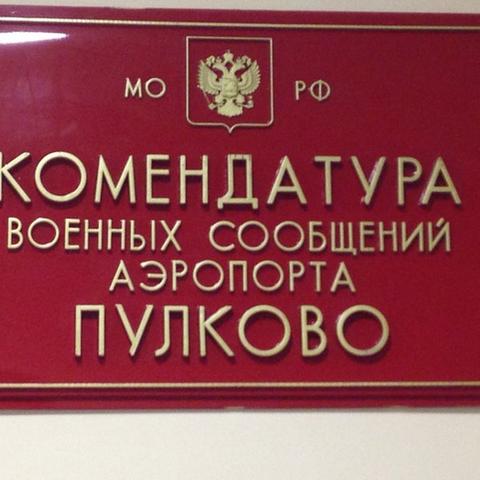 МО РФ
КОМЕНДАТУРА
ВОЕННЫХ СООБЩЕНИЙ
АЭРОПОРТА
ПУЛКОВО